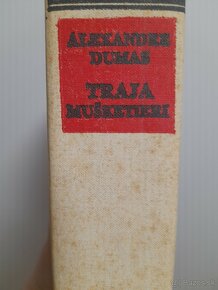 ALEXANDER
DUMAS
TRAJA
MUŠKETIERI